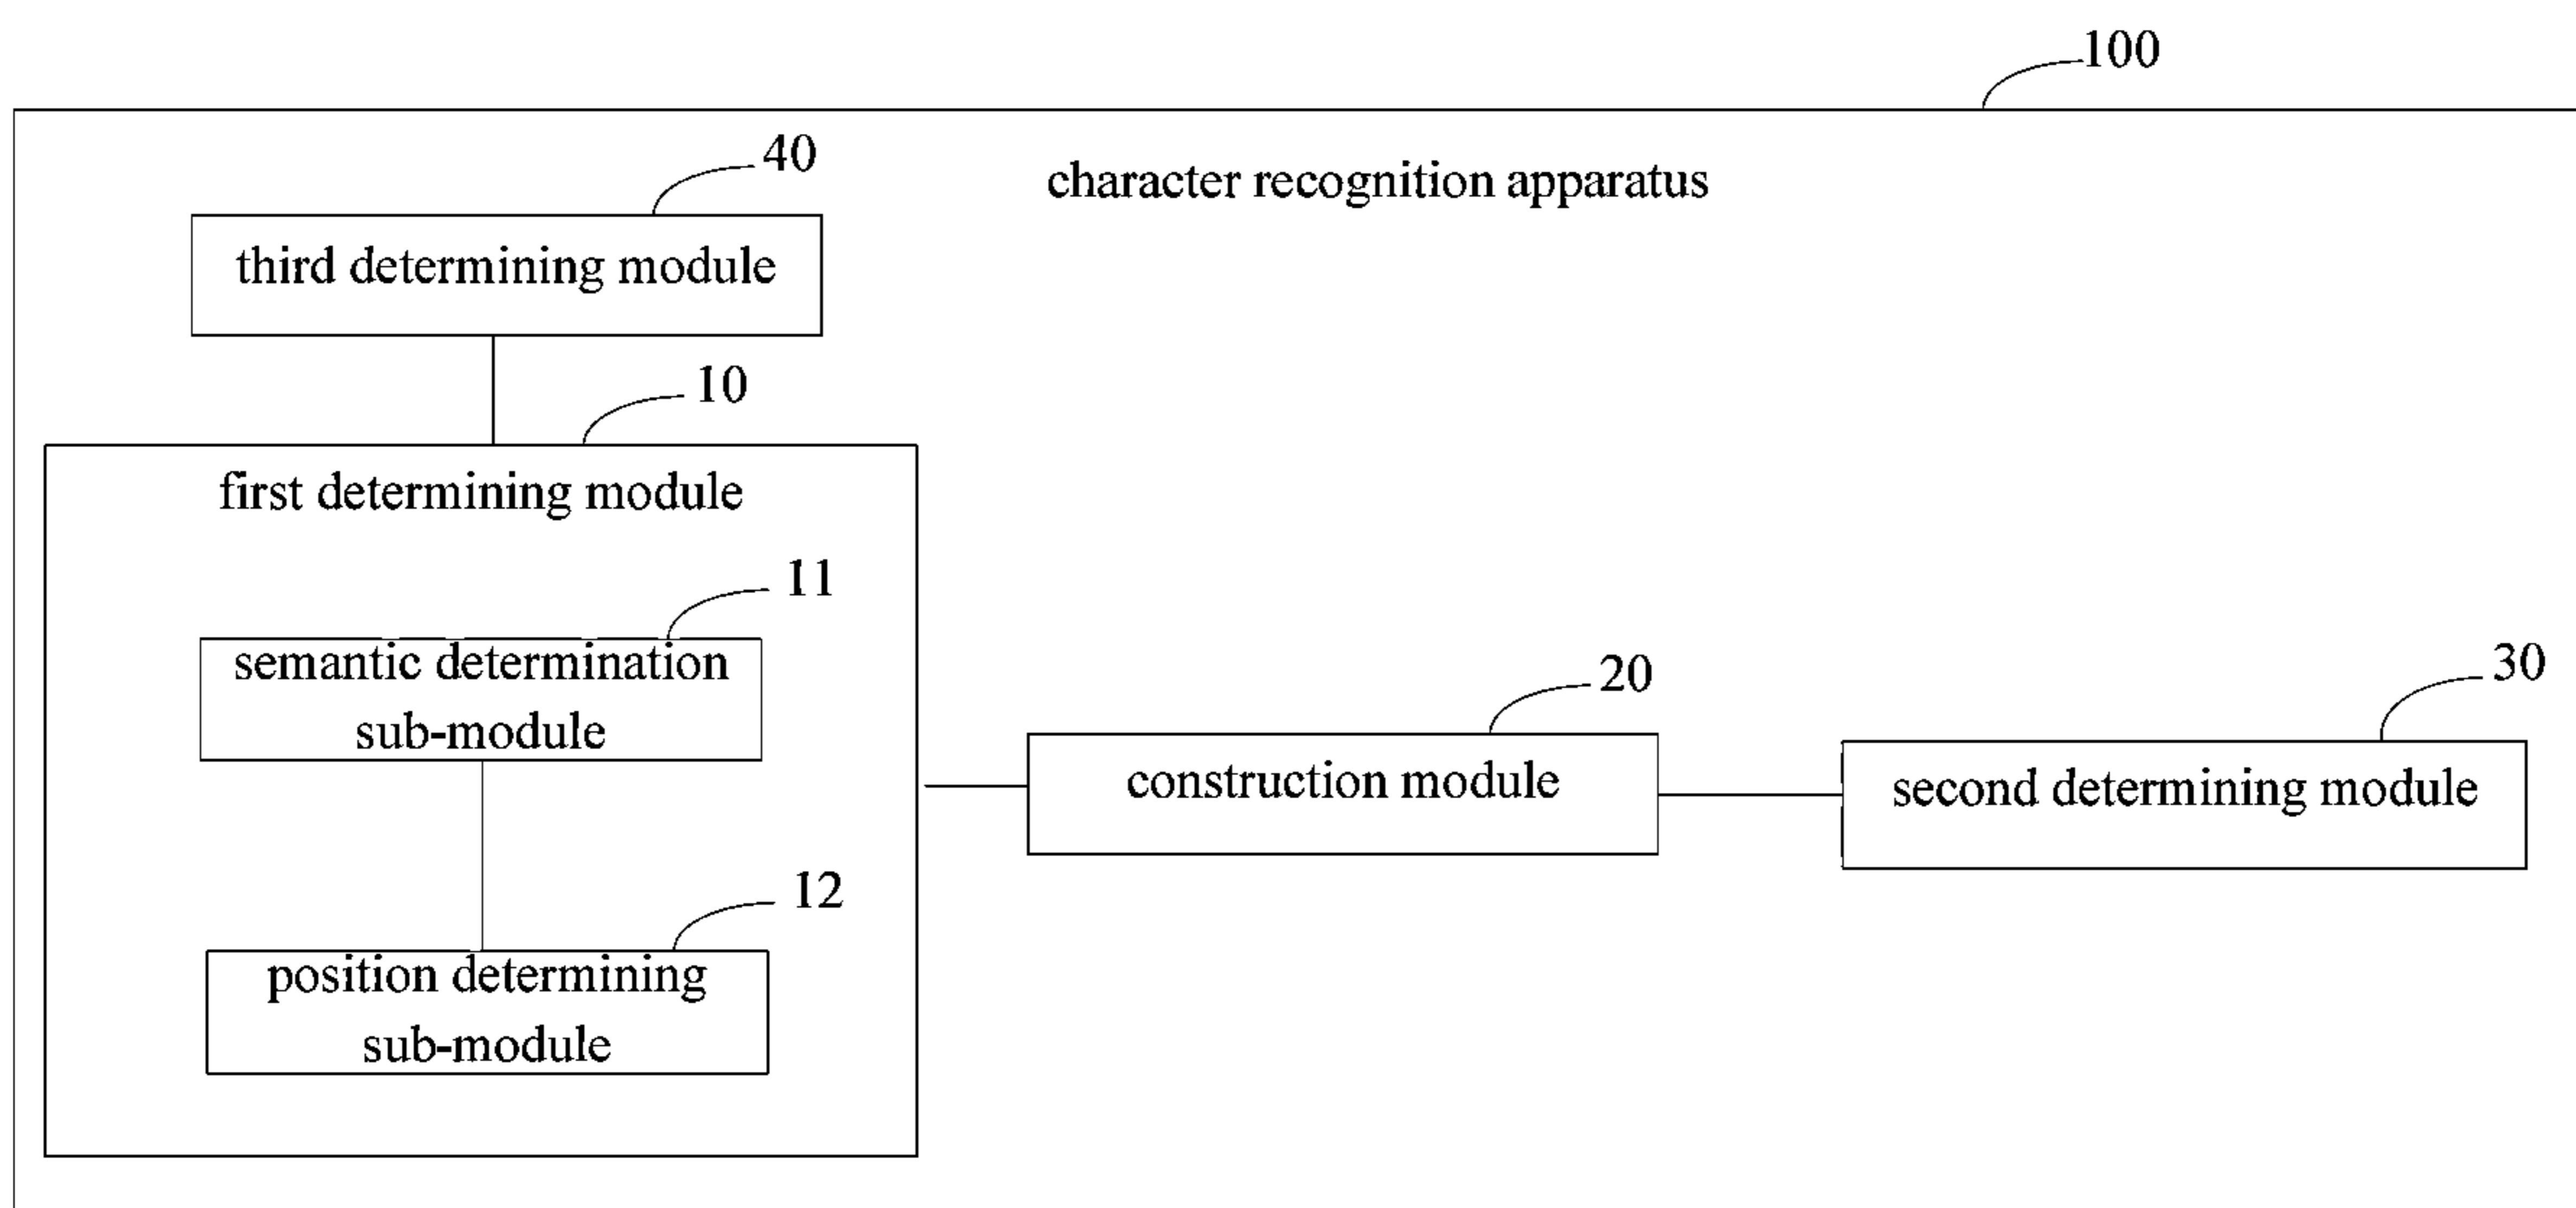 100
character recognition apparatus
40
third determining module
10
first determining module
11
semantic determination
sub-module
12
position determining
sub-module
20
construction module
30
second determining module